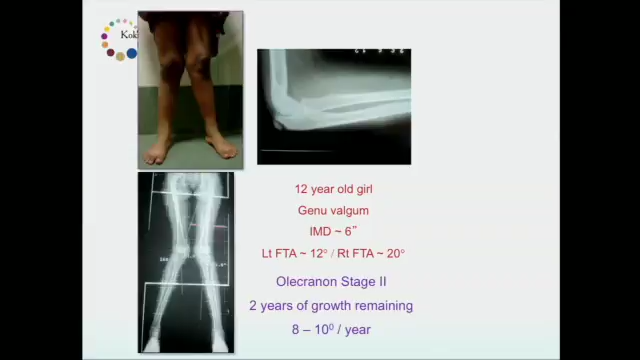 Kok
12 year old girl
Genu valgum
IMD ~ 6"
Lt FTA ~ 12° / Rt FTA ~ 20°
Olecranon Stage II
2 years of growth remaining
8 – 10⁰ / year